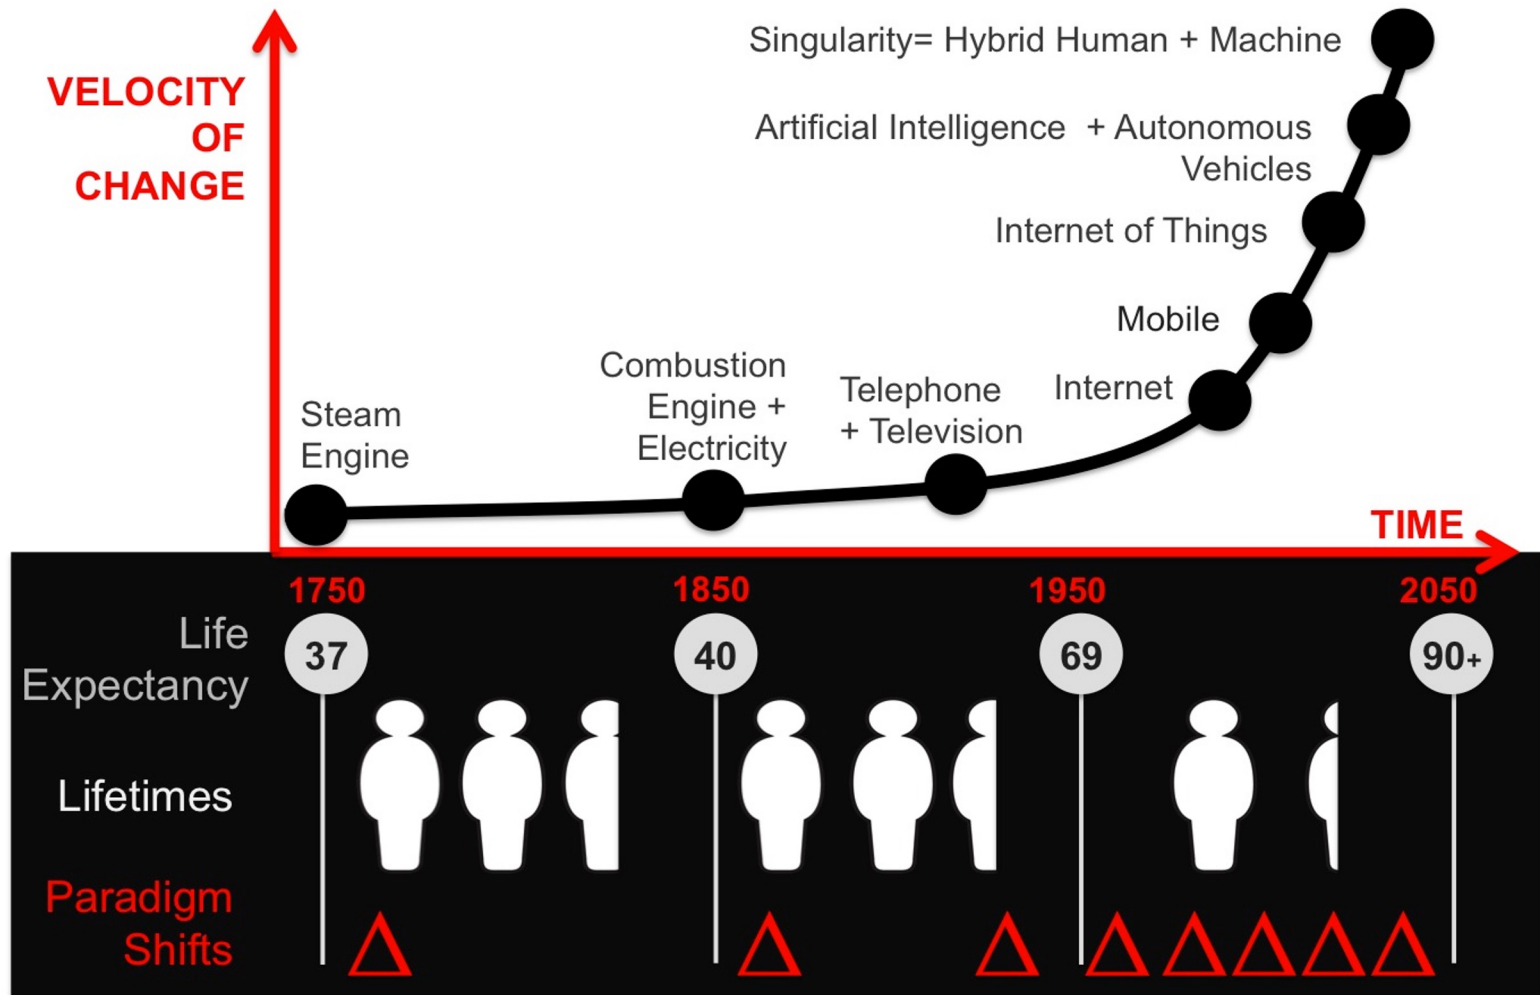 VELOCITY
OF
CHANGE
Singularity= Hybrid Human + Machine
Artificial Intelligence + Autonomous
Vehicles
Internet of Things
Mobile
Internet
Telephone
+ Television
Combustion
Engine +
Electricity
Steam
Engine
TIME
1750 1850 1950 2050
Life
Expectancy
37 40 69 90+
Lifetimes
Paradigm
Shifts